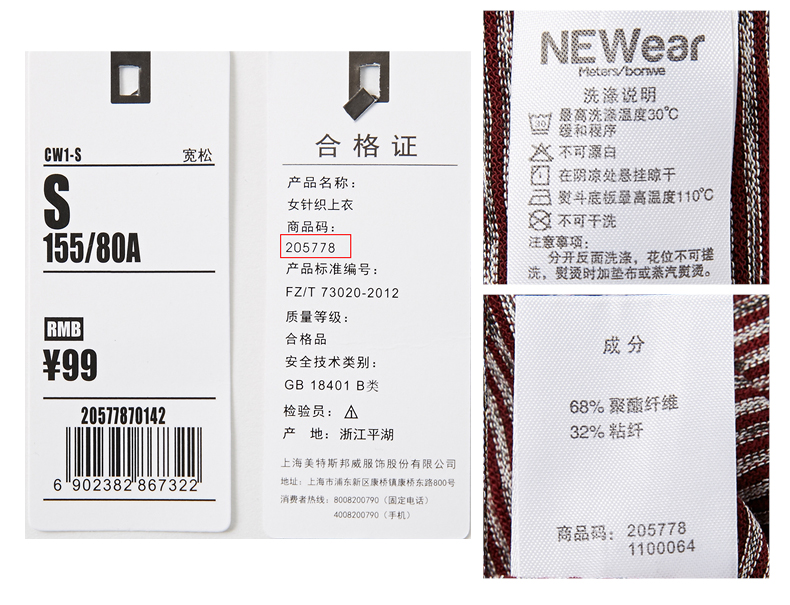 CW1-S 宽松
S
155/80A
RMB
¥99
20577870142
6 902382 867322
合格证
产品名称：
女针织上衣
商品码：
205778
产品标准编号：
FZ/T 73020-2012
质量等级：
合格品
安全技术类别：
GB 18401 B类
检验员：
产 地：浙江平湖
上海美特斯邦威服饰股份有限公司
地址：上海市浦东新区康桥镇康桥东路800号
消费者热线：8008200790（固定电话）
4008200790（手机）
NEWear
Meters/bonwe
洗涤说明
30
最高洗涤温度30℃
缓和程序
不可漂白
在阴凉处悬挂晾干
熨斗底板最高温度110℃
不可干洗
注意事项：
分开反面洗涤，花位不可搓
洗，熨烫时加垫布或蒸汽熨烫。
成分
68% 聚酯纤维
32% 粘纤
商品码：205778
1100064